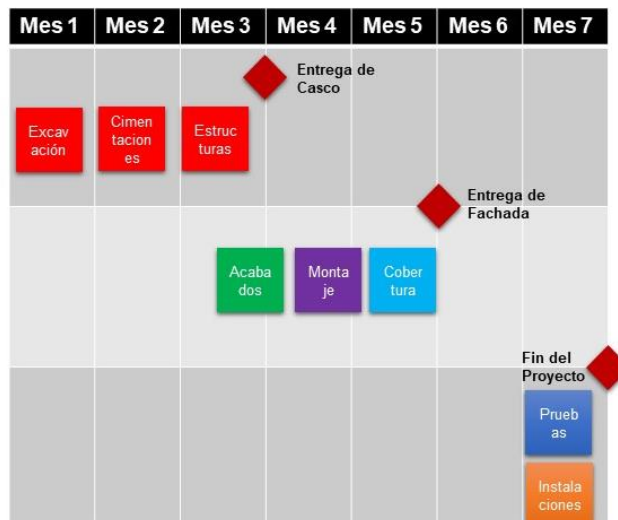 Mes 1 Mes 2 Mes 3 Mes 4 Mes 5 Mes 6 Mes 7
Entrega de
Casco
Excav
ación
Cimen
tacion
es
Estruc
turas
Entrega de
Fachada
Acaba
dos
Monta
je
Cober
tura
Fin del
Proyecto
Prueb
as
Instala
ciones